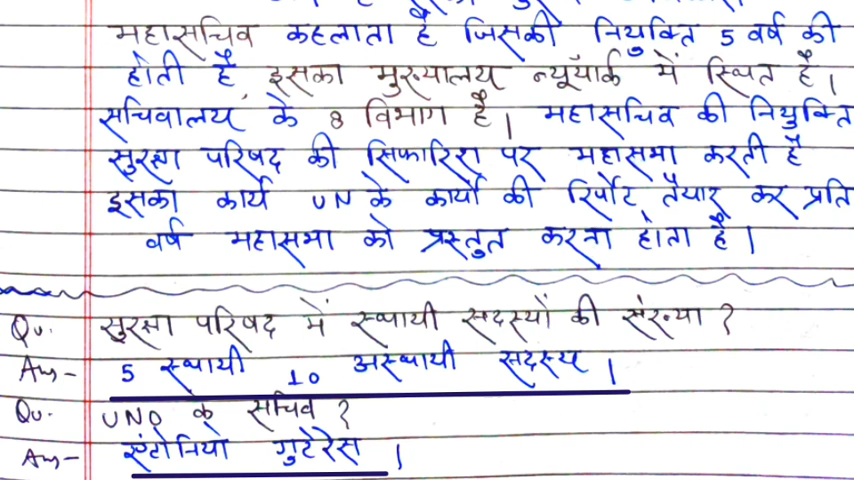 महासचिव कहलाता है जिसकी नियुक्ति 5 वर्ष की
होती है, इसका मुख्यालय न्यूयॉर्क में स्थित है।
सचिवालय के 8 विभाग है। महासचिव की नियुक्ति
सुरक्षा परिषद की सिफारिश पर महासभा करती है
इसका कार्य UN के कार्यो की रिर्पोट तैयार कर प्रति
वर्ष महासभा को प्रस्तुत करना होता है।
Qu. सुरक्षा परिषद में स्थायी सदस्यों की संख्या ?
Ans- 5 स्थायी 10 अस्थायी सदस्य।
Qu. UNO के सचिव ?
Ans- एंटोनियो गुटेरेस।